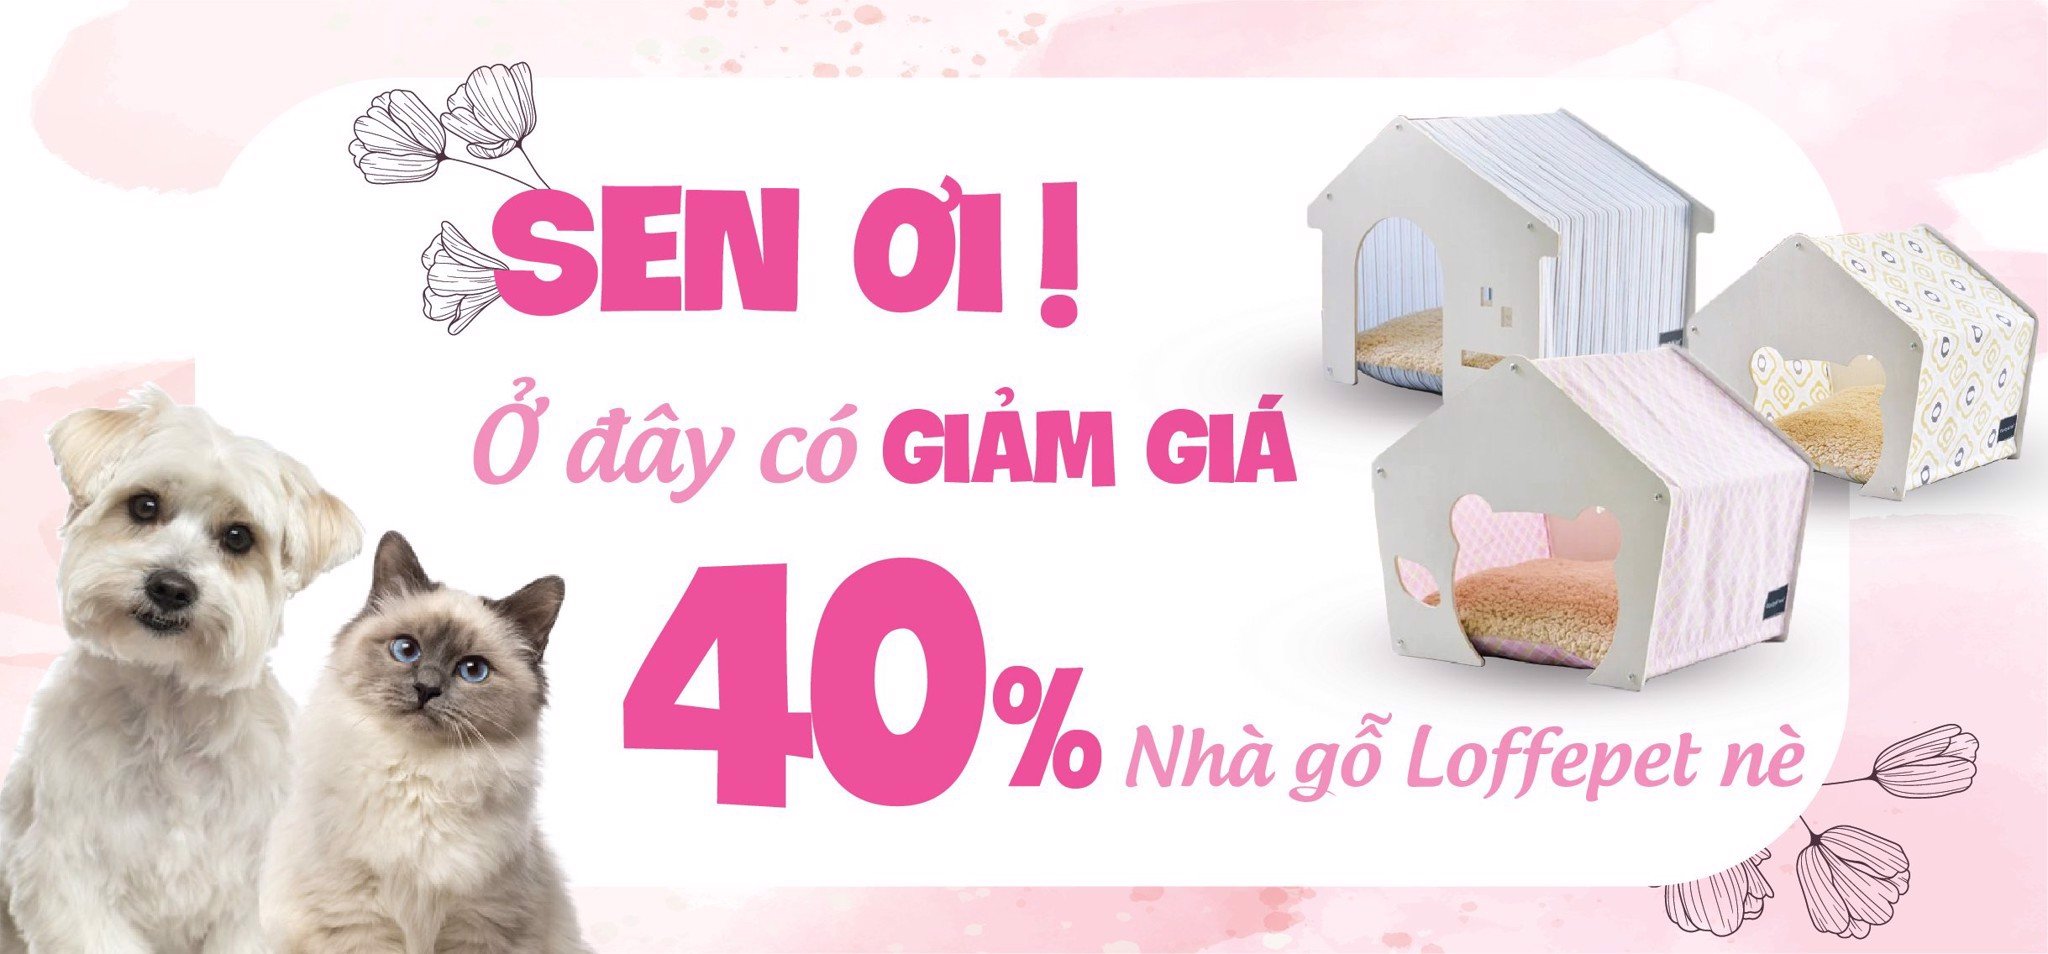 SEN ƠI!
Ở đây có GIẢM GIÁ
40% Nhà gỗ Loffepet nè